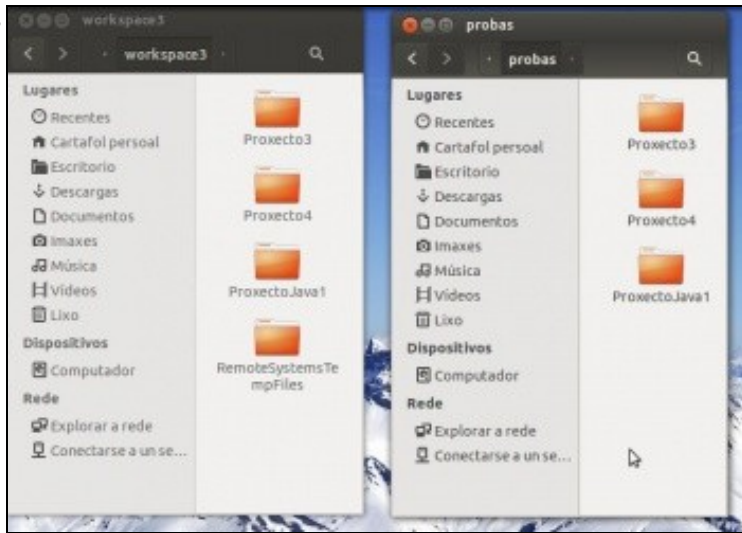 workspace3
workspace3
Lugares
Recentes
Cartafol persoal
Escritorio
Descargas
Documentos
Imaxes
Música
Vídeos
Lixo
Dispositivos
Computador
Rede
Explorar a rede
Conectarse a un se...
Proxecto3
Proxecto4
ProxectoJava1
RemoteSystemsTe
mpFiles
probas
probas
Lugares
Recentes
Cartafol persoal
Escritorio
Descargas
Documentos
Imaxes
Música
Vídeos
Lixo
Dispositivos
Computador
Rede
Explorar a rede
Conectarse a un se...
Proxecto3
Proxecto4
ProxectoJava1